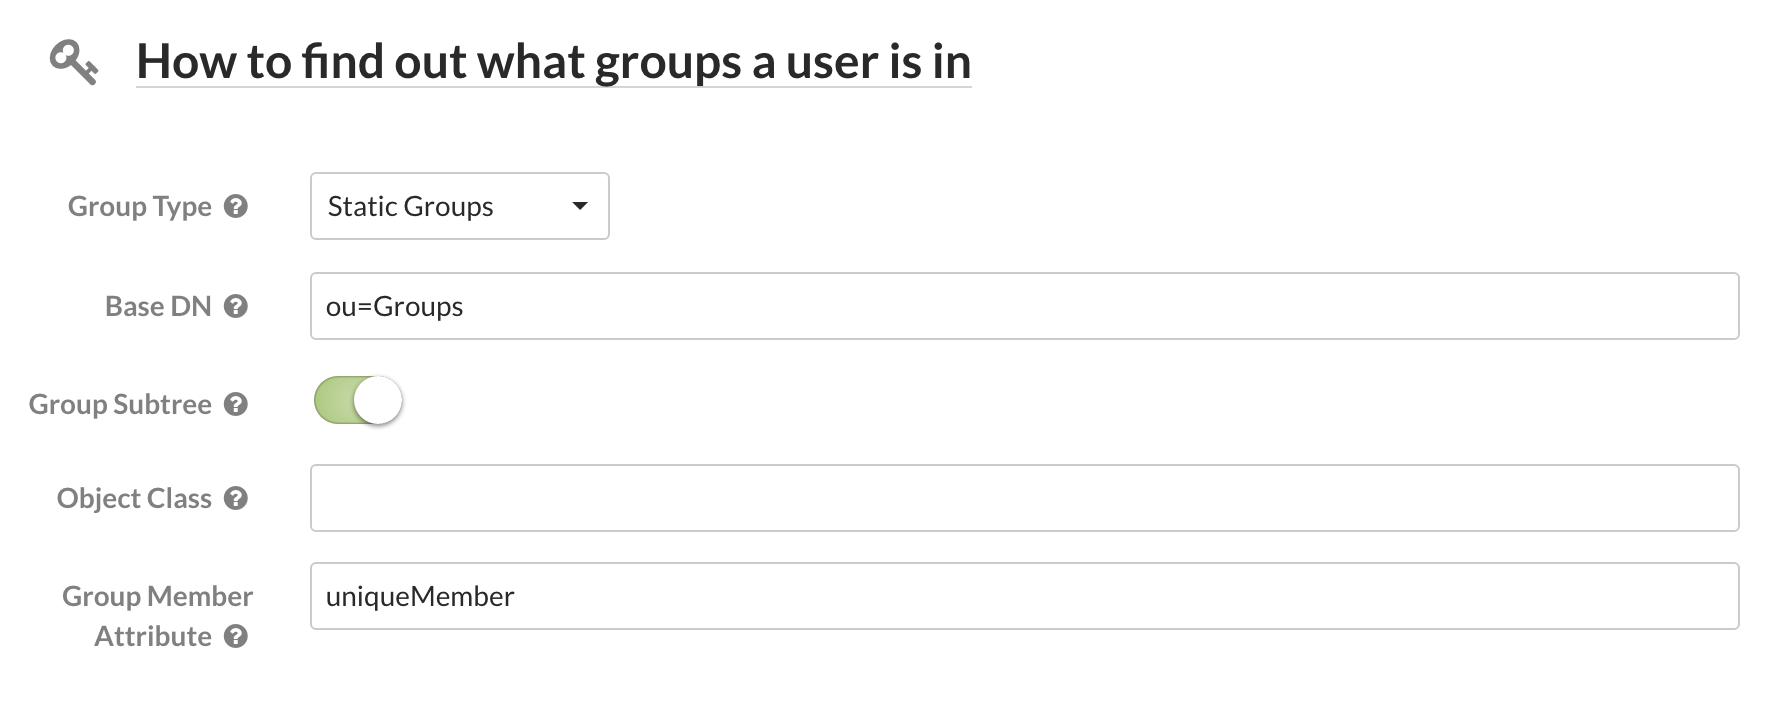 How to find out what groups a user is in
Group Type ?
Static Groups
Base DN ?
ou=Groups
Group Subtree ?
Object Class ?
Group Member
Attribute ?
uniqueMember